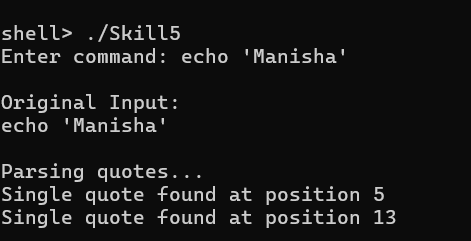 shell> ./Skill5
Enter command: echo 'Manisha'
Original Input:
echo 'Manisha'
Parsing quotes...
Single quote found at position 5
Single quote found at position 13